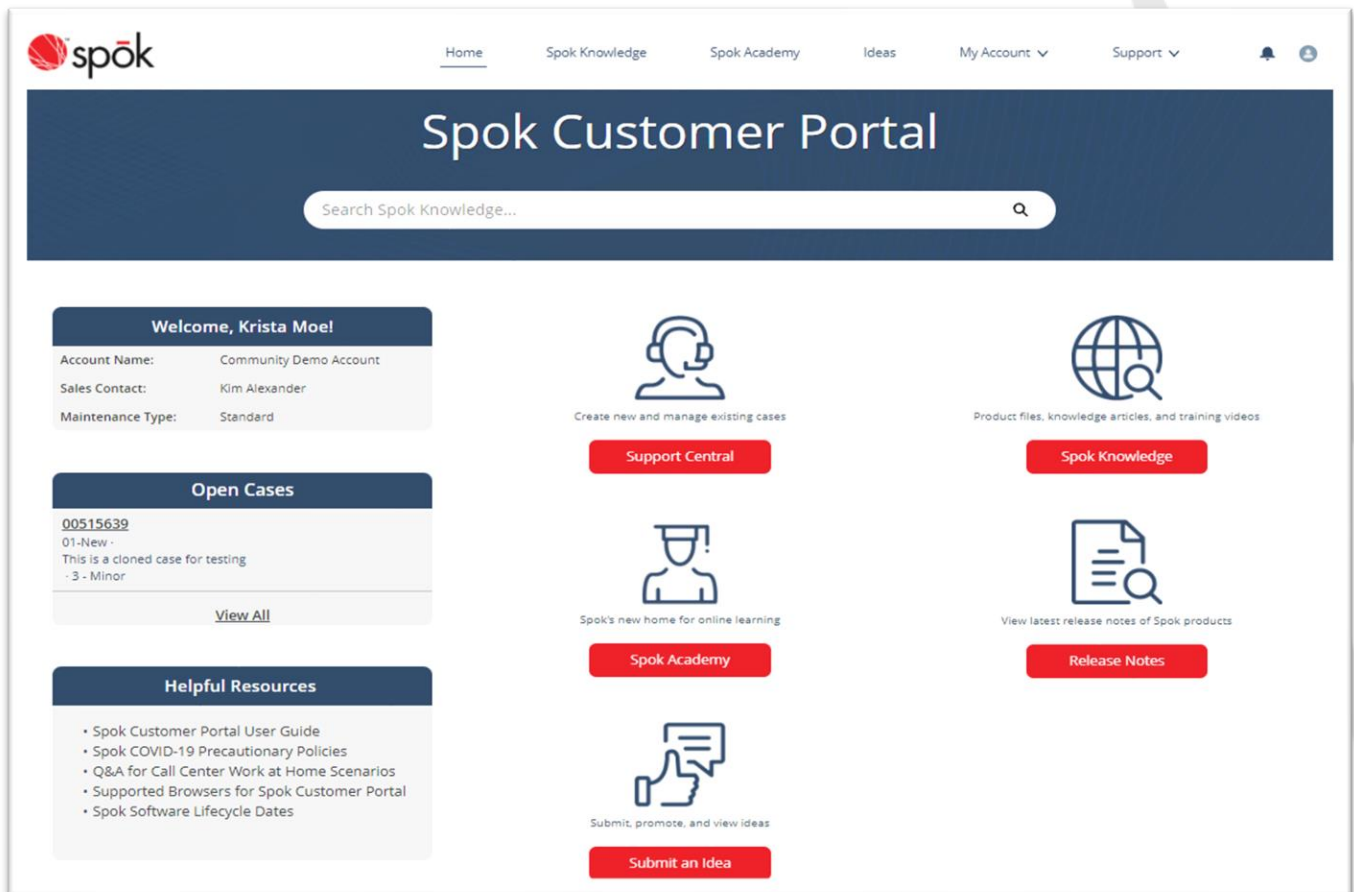 spōk
Home Spok Knowledge Spok Academy Ideas My Account Support
Spok Customer Portal
Search Spok Knowledge...
Welcome, Krista Moe!
Account Name: Community Demo Account
Sales Contact: Kim Alexander
Maintenance Type: Standard
Open Cases
00515639
01-New ·
This is a cloned case for testing
· 3 - Minor
View All
Helpful Resources
• Spok Customer Portal User Guide
• Spok COVID-19 Precautionary Policies
• Q&A for Call Center Work at Home Scenarios
• Supported Browsers for Spok Customer Portal
• Spok Software Lifecycle Dates
Create new and manage existing cases
Support Central
Product files, knowledge articles, and training videos
Spok Knowledge
Spok's new home for online learning
Spok Academy
View latest release notes of Spok products
Release Notes
Submit, promote, and view ideas
Submit an Idea